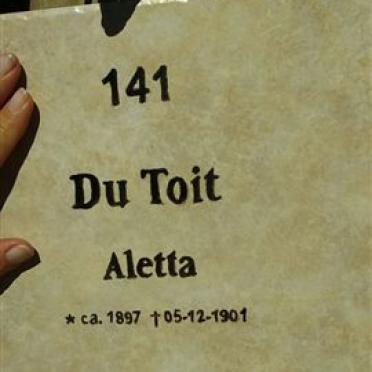 141
Du Toit
Aletta
* ca. 1897 †05-12-1901